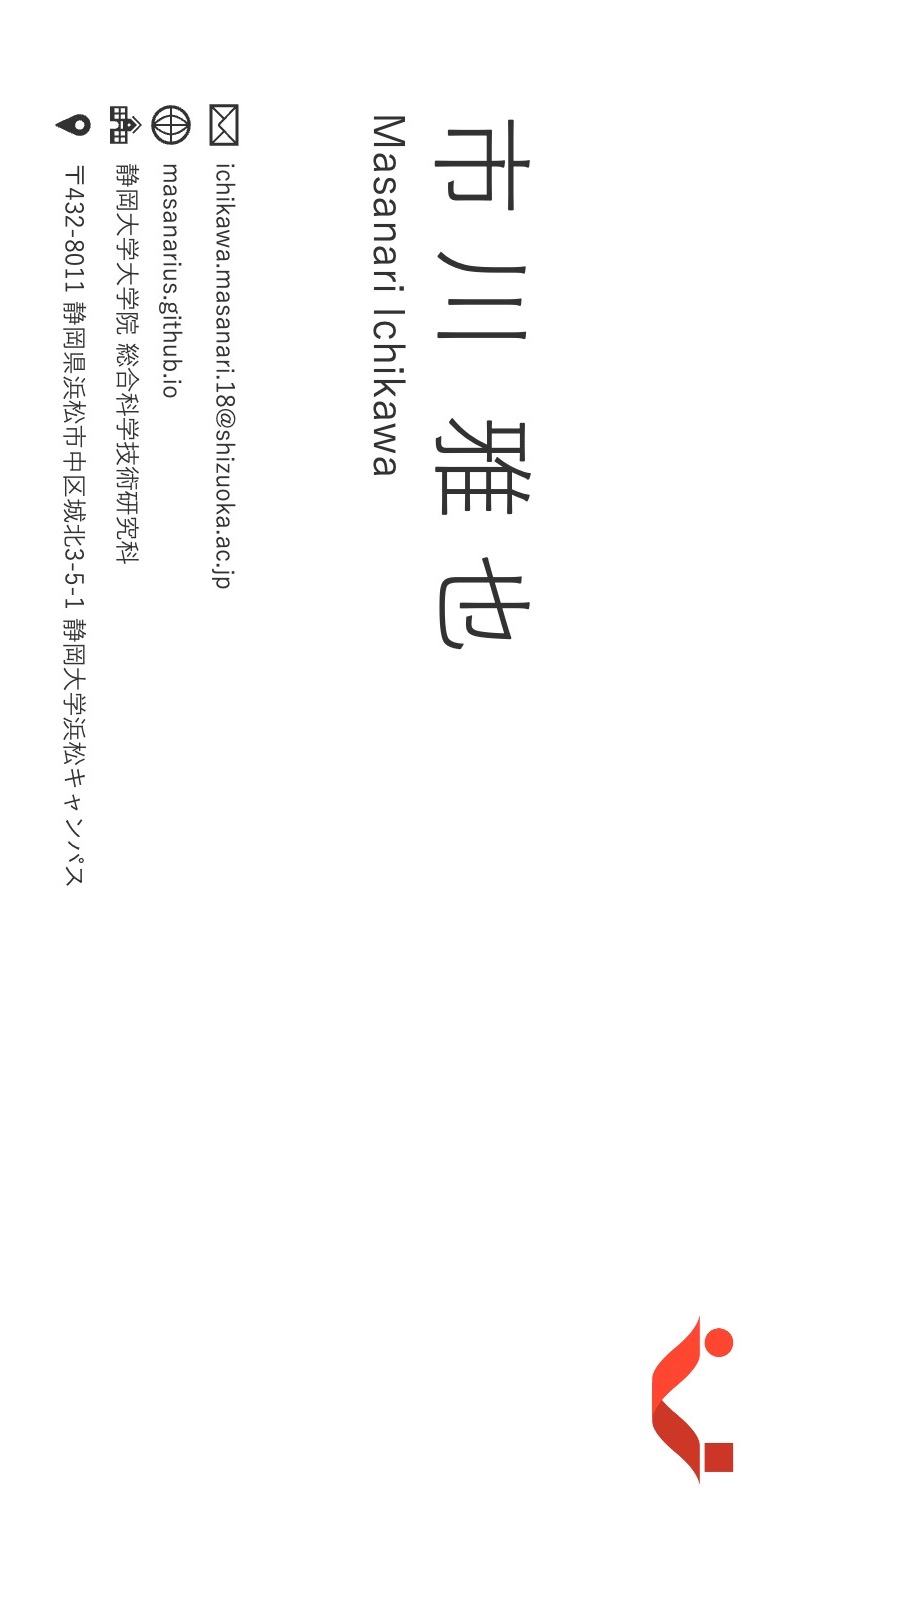 市川 雅也
Masanari Ichikawa
ichikawa.masanari.18@shizuoka.ac.jp
masanarius.github.io
静岡大学大学院 総合科学技術研究科
〒432-8011 静岡県浜松市中区城北3-5-1 静岡大学浜松キャンパス